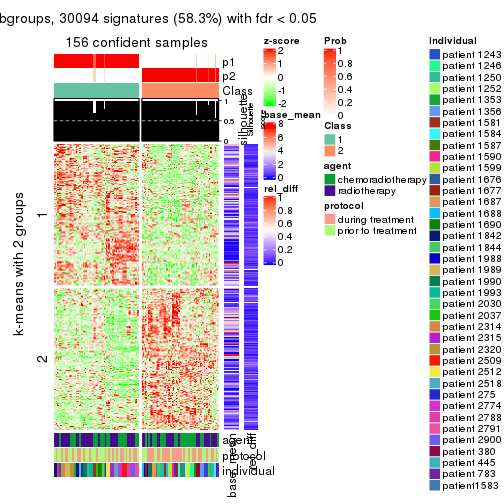 bgroups, 30094 signatures (58.3%) with fdr < 0.05
156 confident samples
p1
p2
Class
1
0.5
0
silhouette
k-means with 2 groups
1
2
agent
protocol
individual
base_mean
rel_diff
z-score
2
1
0
-1
-2
base_mean
8
6
4
2
0
rel_diff
1
0.8
0.6
0.4
0.2
0
Prob
1
0.8
0.6
0.4
0.2
0
Class
1
2
agent
chemoradiotherapy
radiotherapy
protocol
during treatment
prior to treatment
individual
patient 1243
patient 1246
patient 1250
patient 1252
patient 1353
patient 1356
patient 1581
patient 1584
patient 1587
patient 1590
patient 1599
patient 1676
patient 1677
patient 1687
patient 1688
patient 1690
patient 1842
patient 1844
patient 1988
patient 1989
patient 1990
patient 1993
patient 2030
patient 2037
patient 2314
patient 2315
patient 2320
patient 2509
patient 2512
patient 2518
patient 275
patient 2774
patient 2788
patient 2791
patient 2900
patient 380
patient 445
patient 783
patient1583